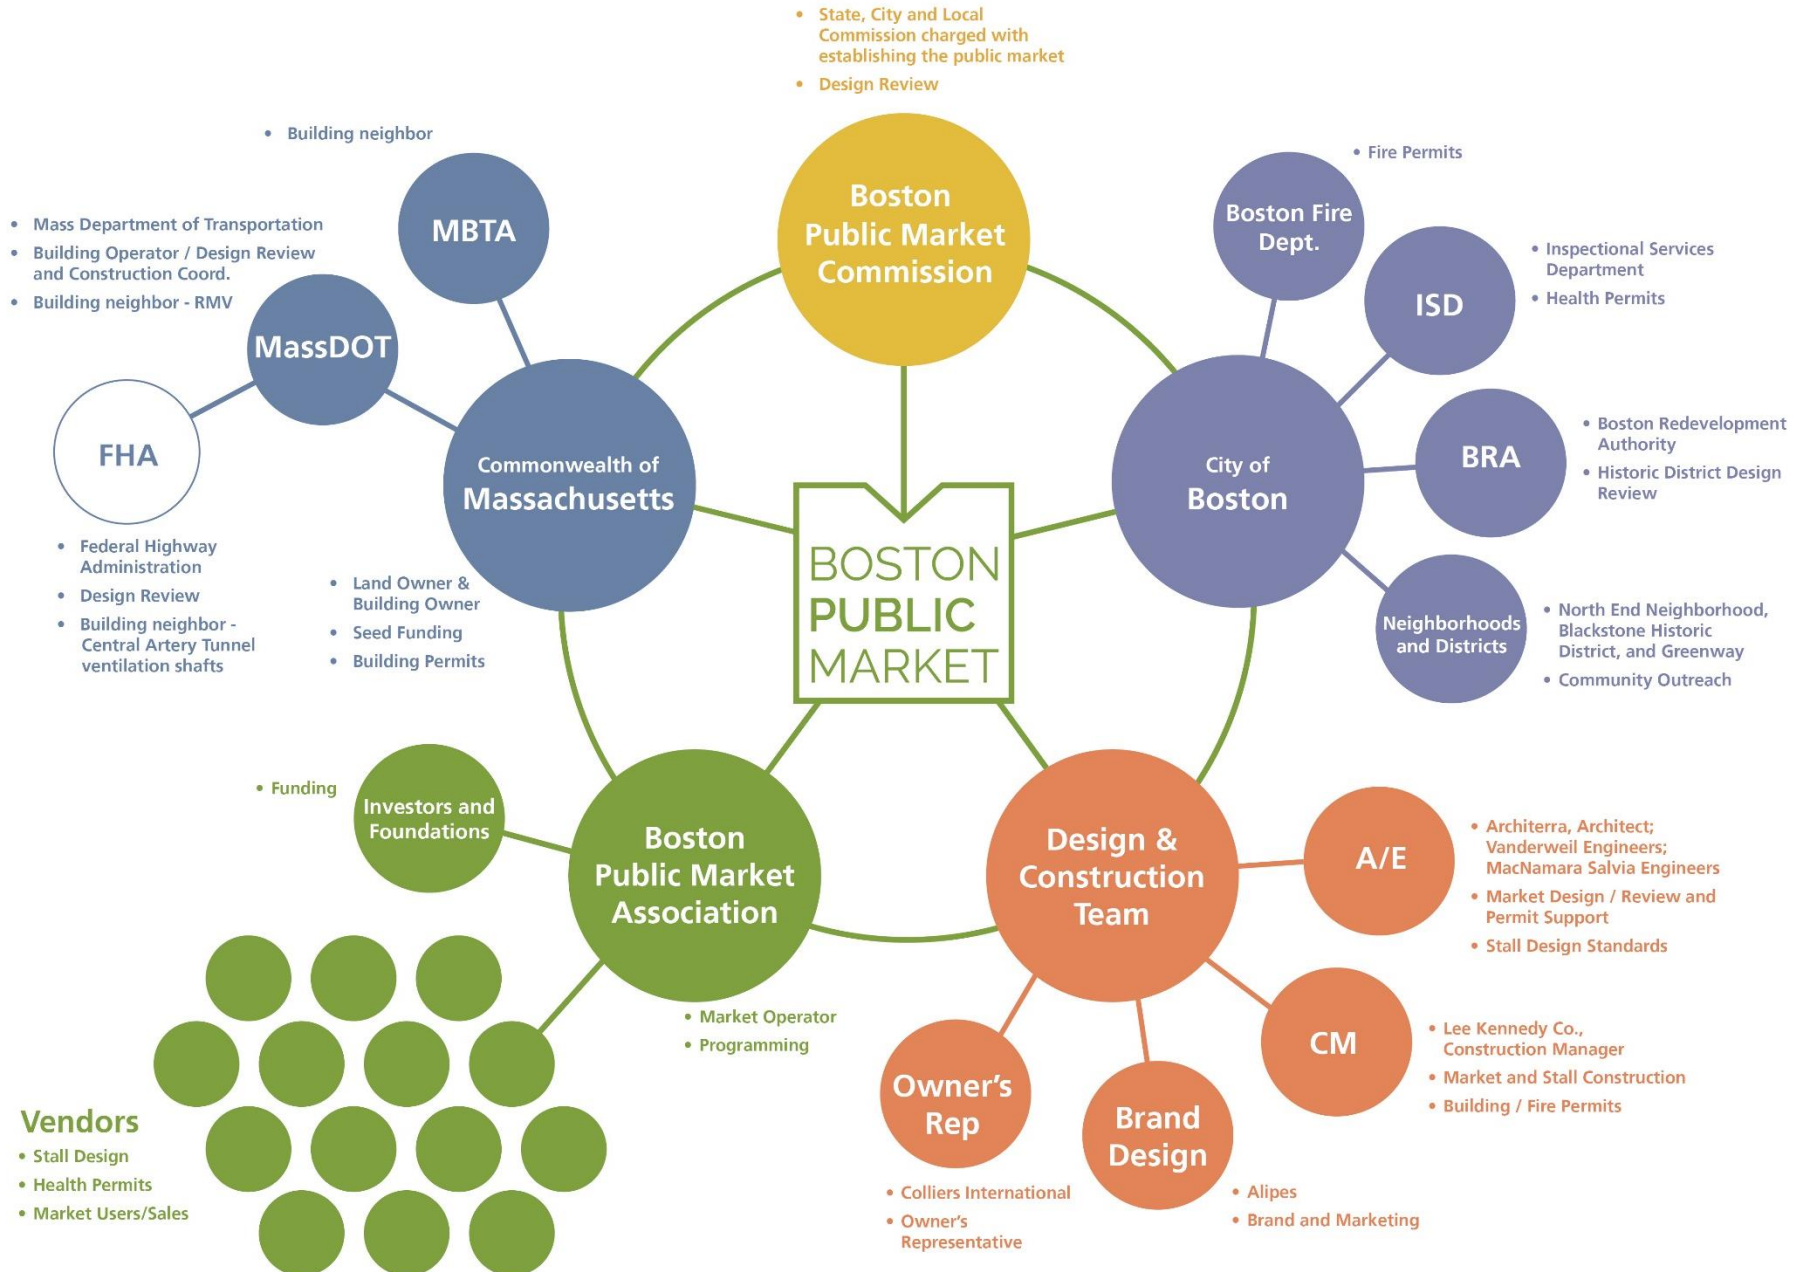 • State, City and Local
Commission charged with
establishing the public market
• Design Review
Boston
Public Market
Commission
• Building neighbor
MBTA
• Mass Department of Transportation
• Building Operator / Design Review
and Construction Coord.
• Building neighbor - RMV
MassDOT
FHA
• Federal Highway
Administration
• Design Review
• Building neighbor -
Central Artery Tunnel
ventilation shafts
Commonwealth of
Massachusetts
• Land Owner &
Building Owner
• Seed Funding
• Building Permits
BOSTON
PUBLIC
MARKET
• Fire Permits
Boston Fire
Dept.
• Inspectional Services
Department
• Health Permits
ISD
• Boston Redevelopment
Authority
• Historic District Design
Review
BRA
City of
Boston
Neighborhoods
and Districts
• North End Neighborhood,
Blackstone Historic
District, and Greenway
• Community Outreach
• Funding
Investors and
Foundations
Boston
Public Market
Association
• Market Operator
• Programming
Vendors
• Stall Design
• Health Permits
• Market Users/Sales
Design &
Construction
Team
A/E
• Architerra, Architect;
Vanderweil Engineers;
MacNamara Salvia Engineers
• Market Design / Review and
Permit Support
• Stall Design Standards
CM
• Lee Kennedy Co.,
Construction Manager
• Market and Stall Construction
• Building / Fire Permits
Owner's
Rep
• Colliers International
• Owner's
Representative
Brand
Design
• Alipes
• Brand and Marketing